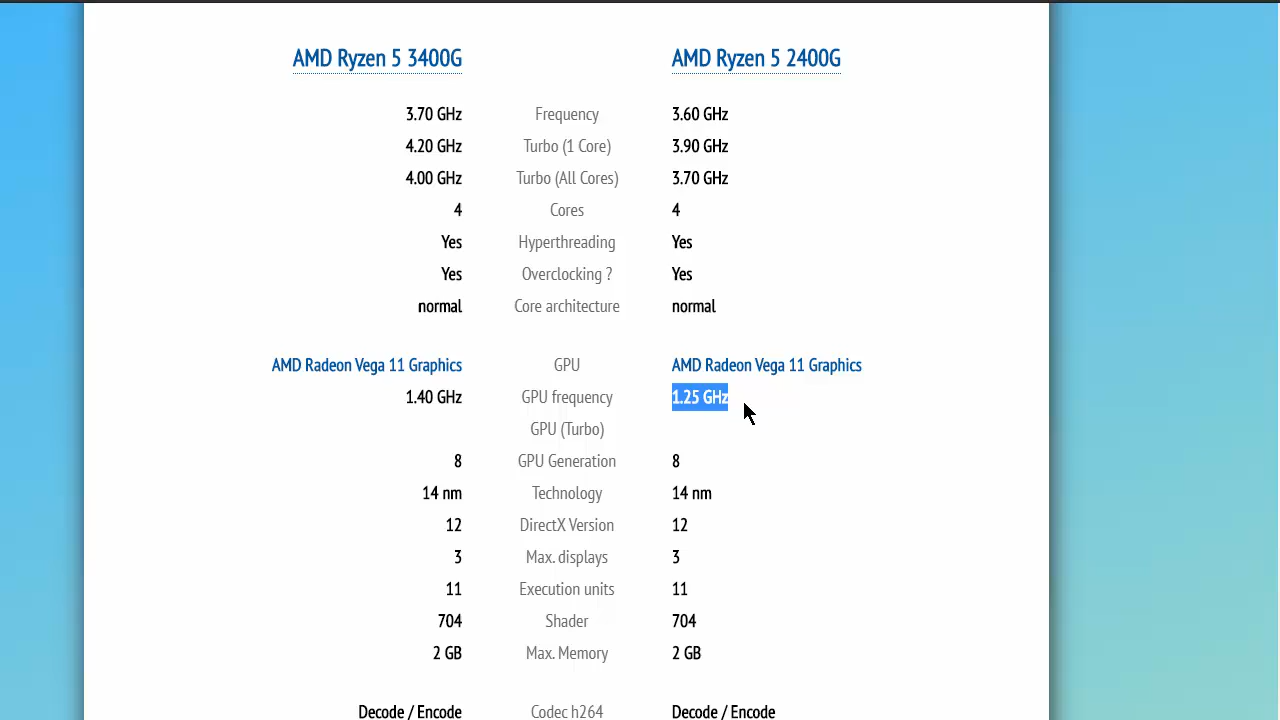 AMD Ryzen 5 3400G AMD Ryzen 5 2400G
3.70 GHz Frequency 3.60 GHz
4.20 GHz Turbo (1 Core) 3.90 GHz
4.00 GHz Turbo (All Cores) 3.70 GHz
4 Cores 4
Yes Hyperthreading Yes
Yes Overclocking ? Yes
normal Core architecture normal
AMD Radeon Vega 11 Graphics GPU AMD Radeon Vega 11 Graphics
1.40 GHz GPU frequency 1.25 GHz
GPU (Turbo)
8 GPU Generation 8
14 nm Technology 14 nm
12 DirectX Version 12
3 Max. displays 3
11 Execution units 11
704 Shader 704
2 GB Max. Memory 2 GB
Decode / Encode Codec h264 Decode / Encode